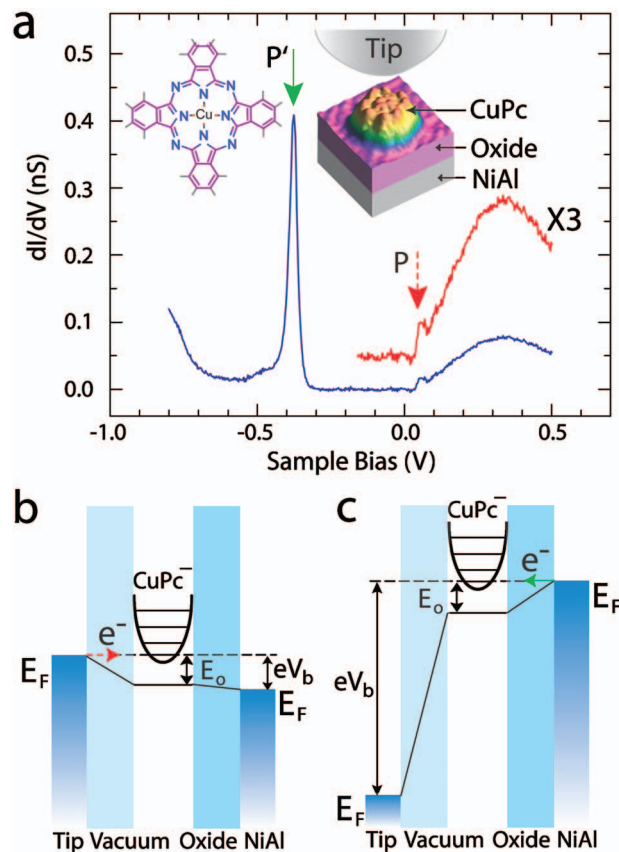 a
0.5
0.4
0.3
0.2
0.1
0.0
dI/dV (nS)
N N N
N Cu N
N N N
P'
Tip
CuPc
Oxide
NiAl
X3
P
-1.0 -0.5 0.0 0.5
Sample Bias (V)
b
CuPc⁻
e⁻
E_F
E_o
eV_b
E_F
Tip Vacuum Oxide NiAl
c
CuPc⁻
e⁻
E_o
E_F
eV_b
E_F
Tip Vacuum Oxide NiAl